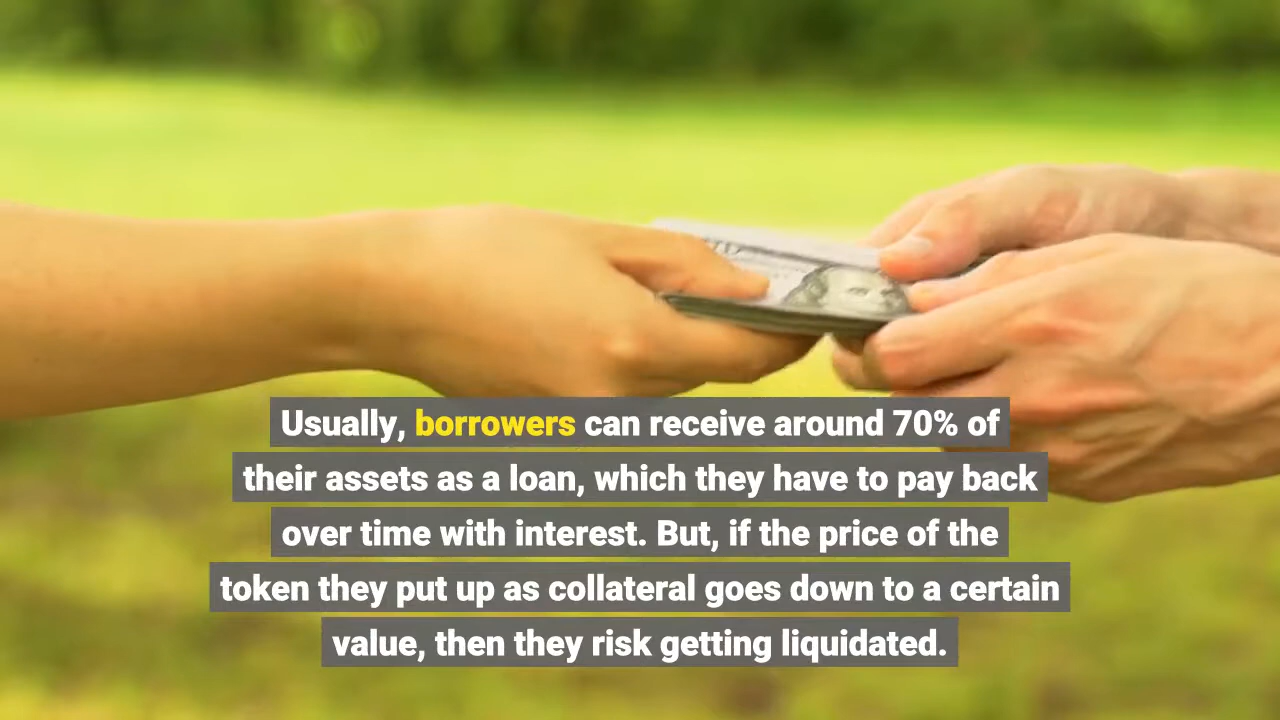 Usually, borrowers can receive around 70% of
their assets as a loan, which they have to pay back
over time with interest. But, if the price of the
token they put up as collateral goes down to a certain
value, then they risk getting liquidated.